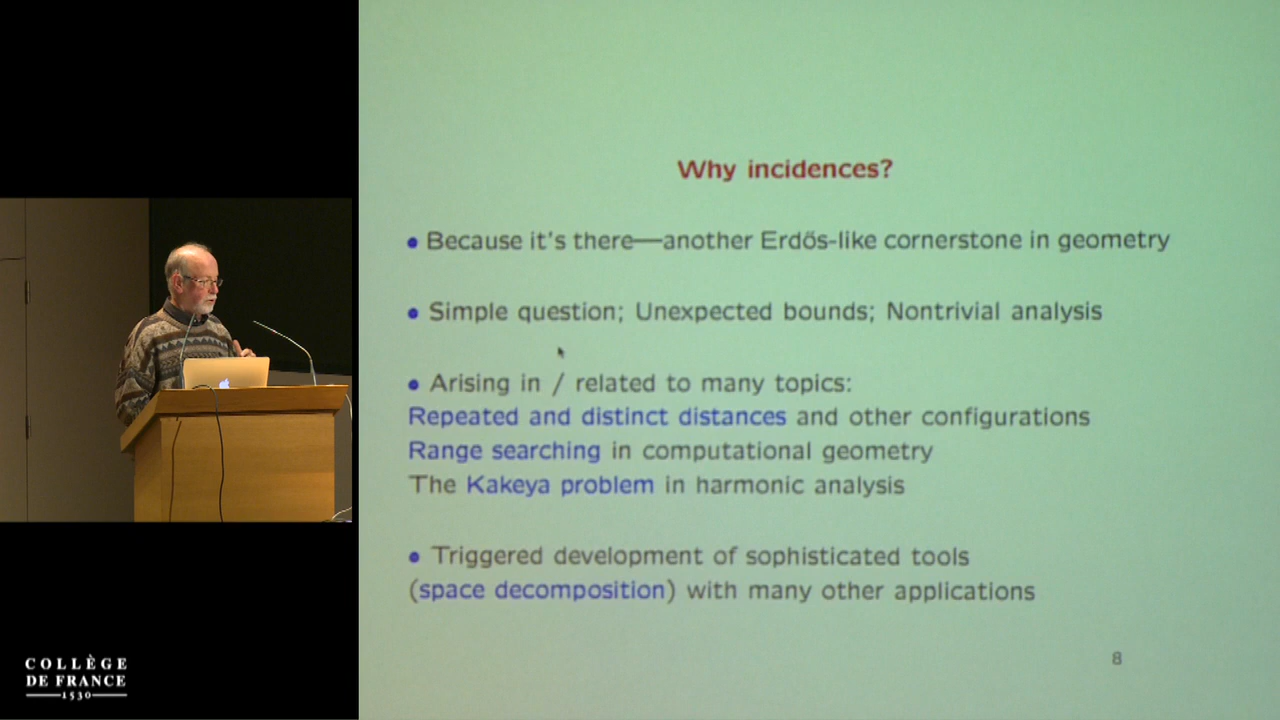 Why incidences?
• Because it's there—another Erdős-like cornerstone in geometry
• Simple question; Unexpected bounds; Nontrivial analysis
• Arising in / related to many topics:
Repeated and distinct distances and other configurations
Range searching in computational geometry
The Kakeya problem in harmonic analysis
• Triggered development of sophisticated tools
(space decomposition) with many other applications
8
COLLÈGE
DE FRANCE
1530